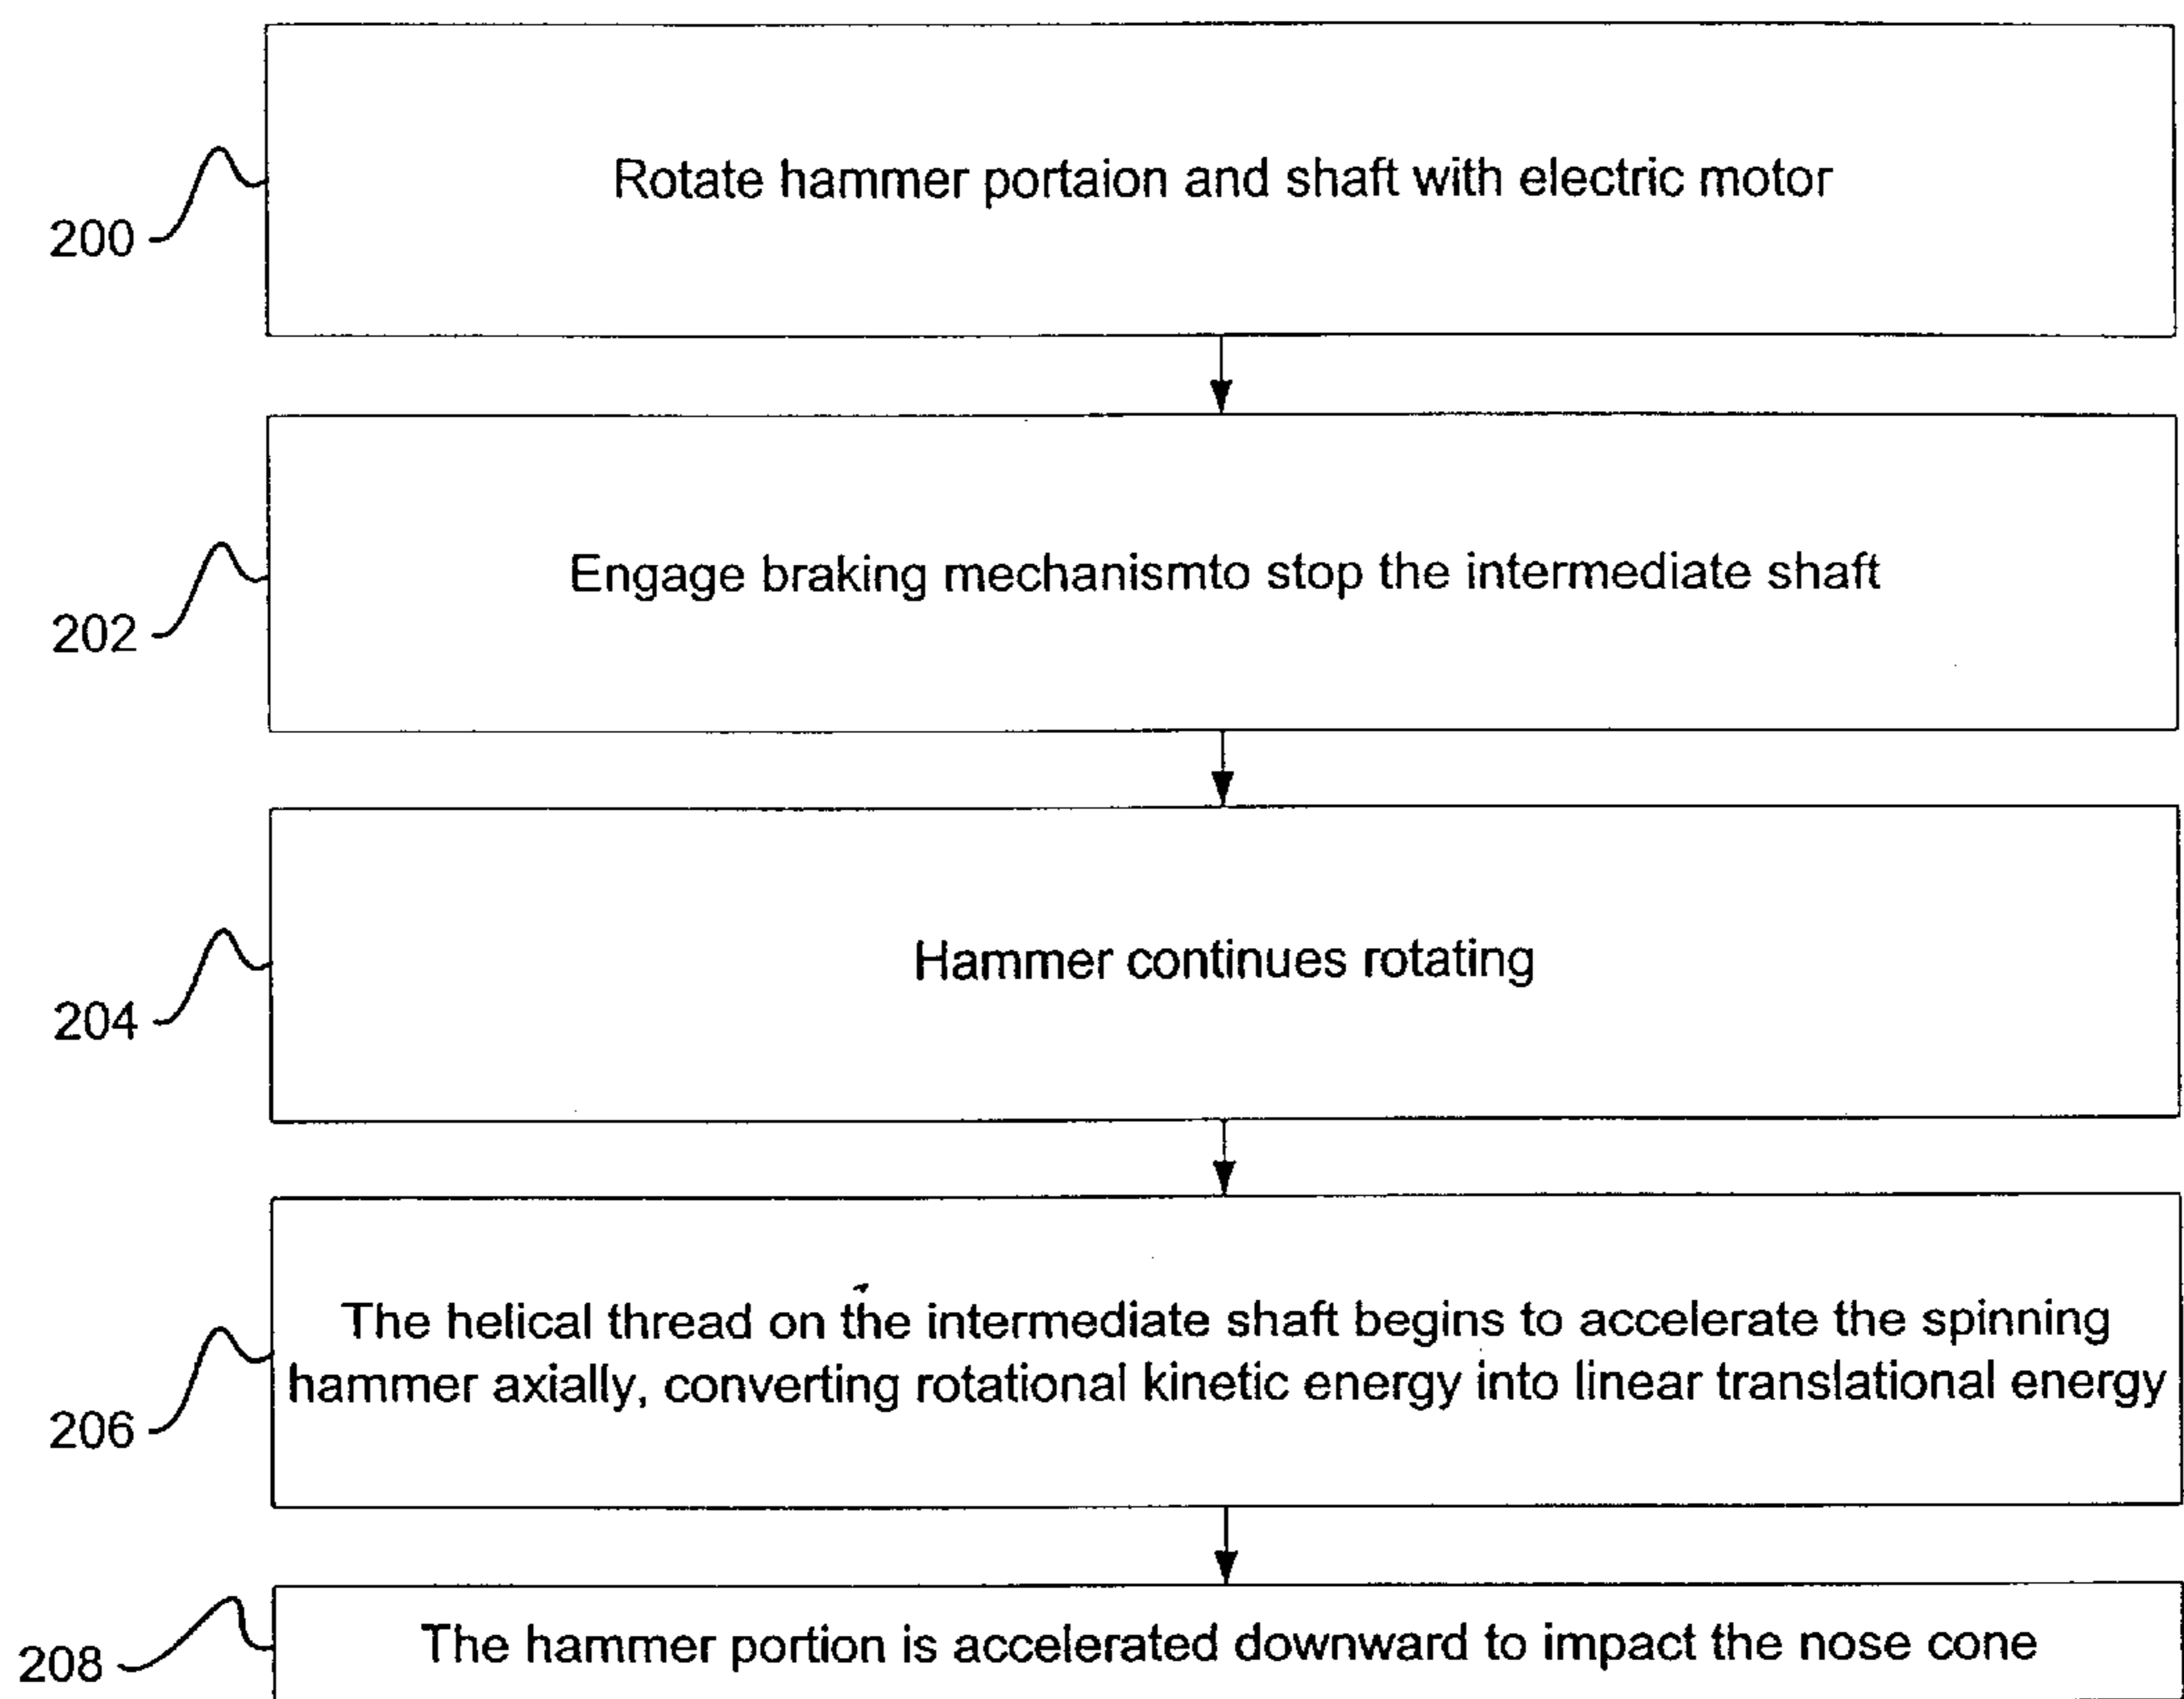 Rotate hammer portaion and shaft with electric motor
200
Engage braking mechanismto stop the intermediate shaft
202
Hammer continues rotating
204
The helical thread on the intermediate shaft begins to accelerate the spinning
hammer axially, converting rotational kinetic energy into linear translational energy
206
The hammer portion is accelerated downward to impact the nose cone
208